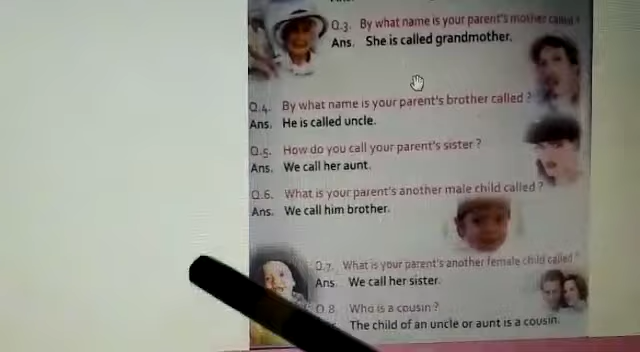 Q.3. By what name is your parent's mother called?
Ans. She is called grandmother.
Q.4. By what name is your parent's brother called ?
Ans. He is called uncle.
Q.5. How do you call your parent's sister ?
Ans. We call her aunt.
Q.6. What is your parent's another male child called ?
Ans. We call him brother.
Q.7. What is your parent's another female child called
Ans. We call her sister.
Q.8. Who is a cousin ?
The child of an uncle or aunt is a cousin.